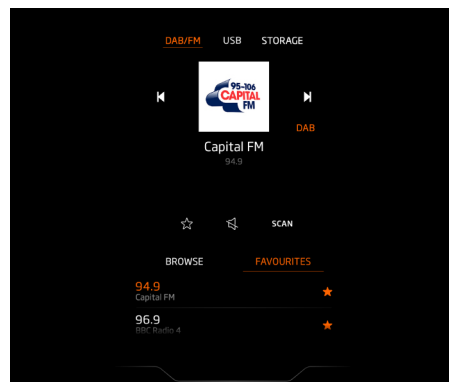 DAB/FM USB STORAGE
95-106
CAPITAL
FM
DAB
Capital FM
94.9
SCAN
BROWSE FAVOURITES
94.9
Capital FM
96.9
BBC Radio 4